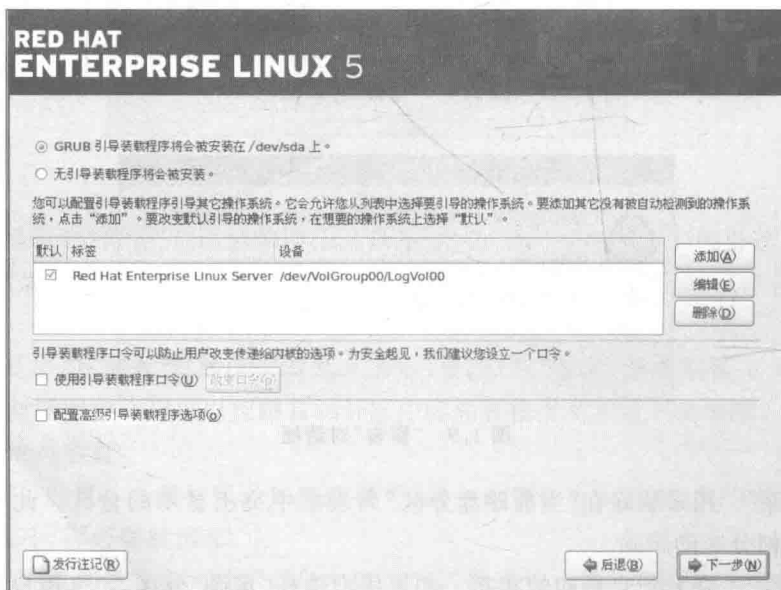 RED HAT
ENTERPRISE LINUX 5
GRUB 引导装载程序将会被安装在 /dev/sda 上。
无引导装载程序将会被安装。
您可以配置引导装载程序引导其它操作系统。它会允许您从列表中选择要引导的操作系统。要添加其它没有被自动检测到的操作系
统，点击“添加”。要改变默认引导的操作系统，在想要的操作系统上选择“默认”。
默认 标签 设备
Red Hat Enterprise Linux Server /dev/VolGroup00/LogVol00
添加(A)
编辑(E)
删除(D)
引导装载程序口令可以防止用户改变传递给内核的选项。为安全起见，我们建议您设立一个口令。
使用引导装载程序口令(U) 改变口令(p)
配置高级引导装载程序选项(o)
发行注记(R)
后退(B)
下一步(N)